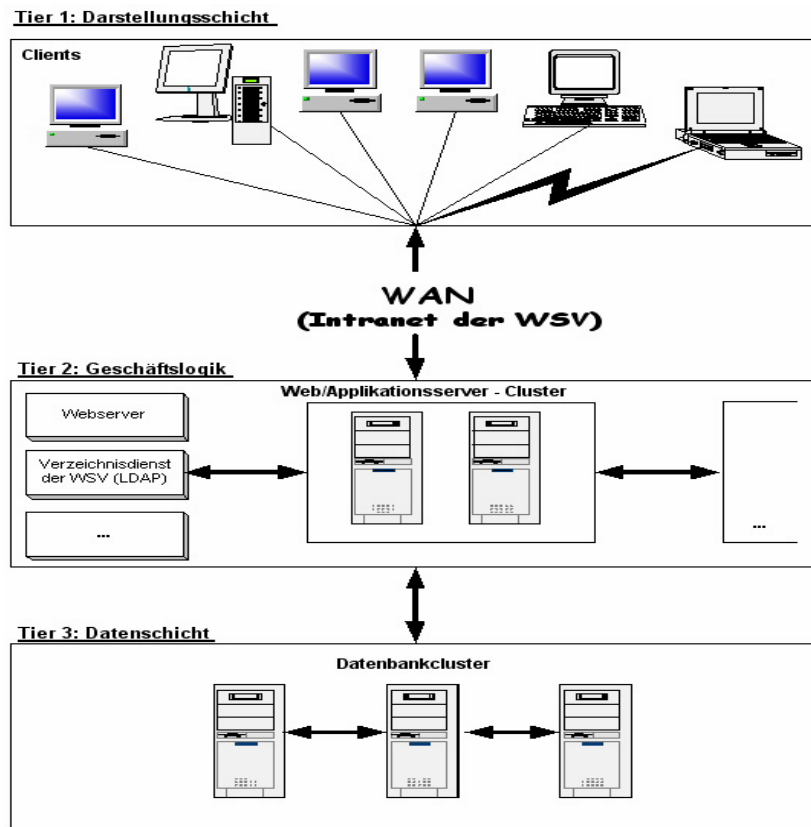 Tier 1: Darstellungsschicht
Clients
WAN
(Intranet der WSV)
Tier 2: Geschäftslogik
Web/Applikationsserver - Cluster
Webserver
Verzeichnisdienst
der WSV (LDAP)
...
...
Tier 3: Datenschicht
Datenbankcluster